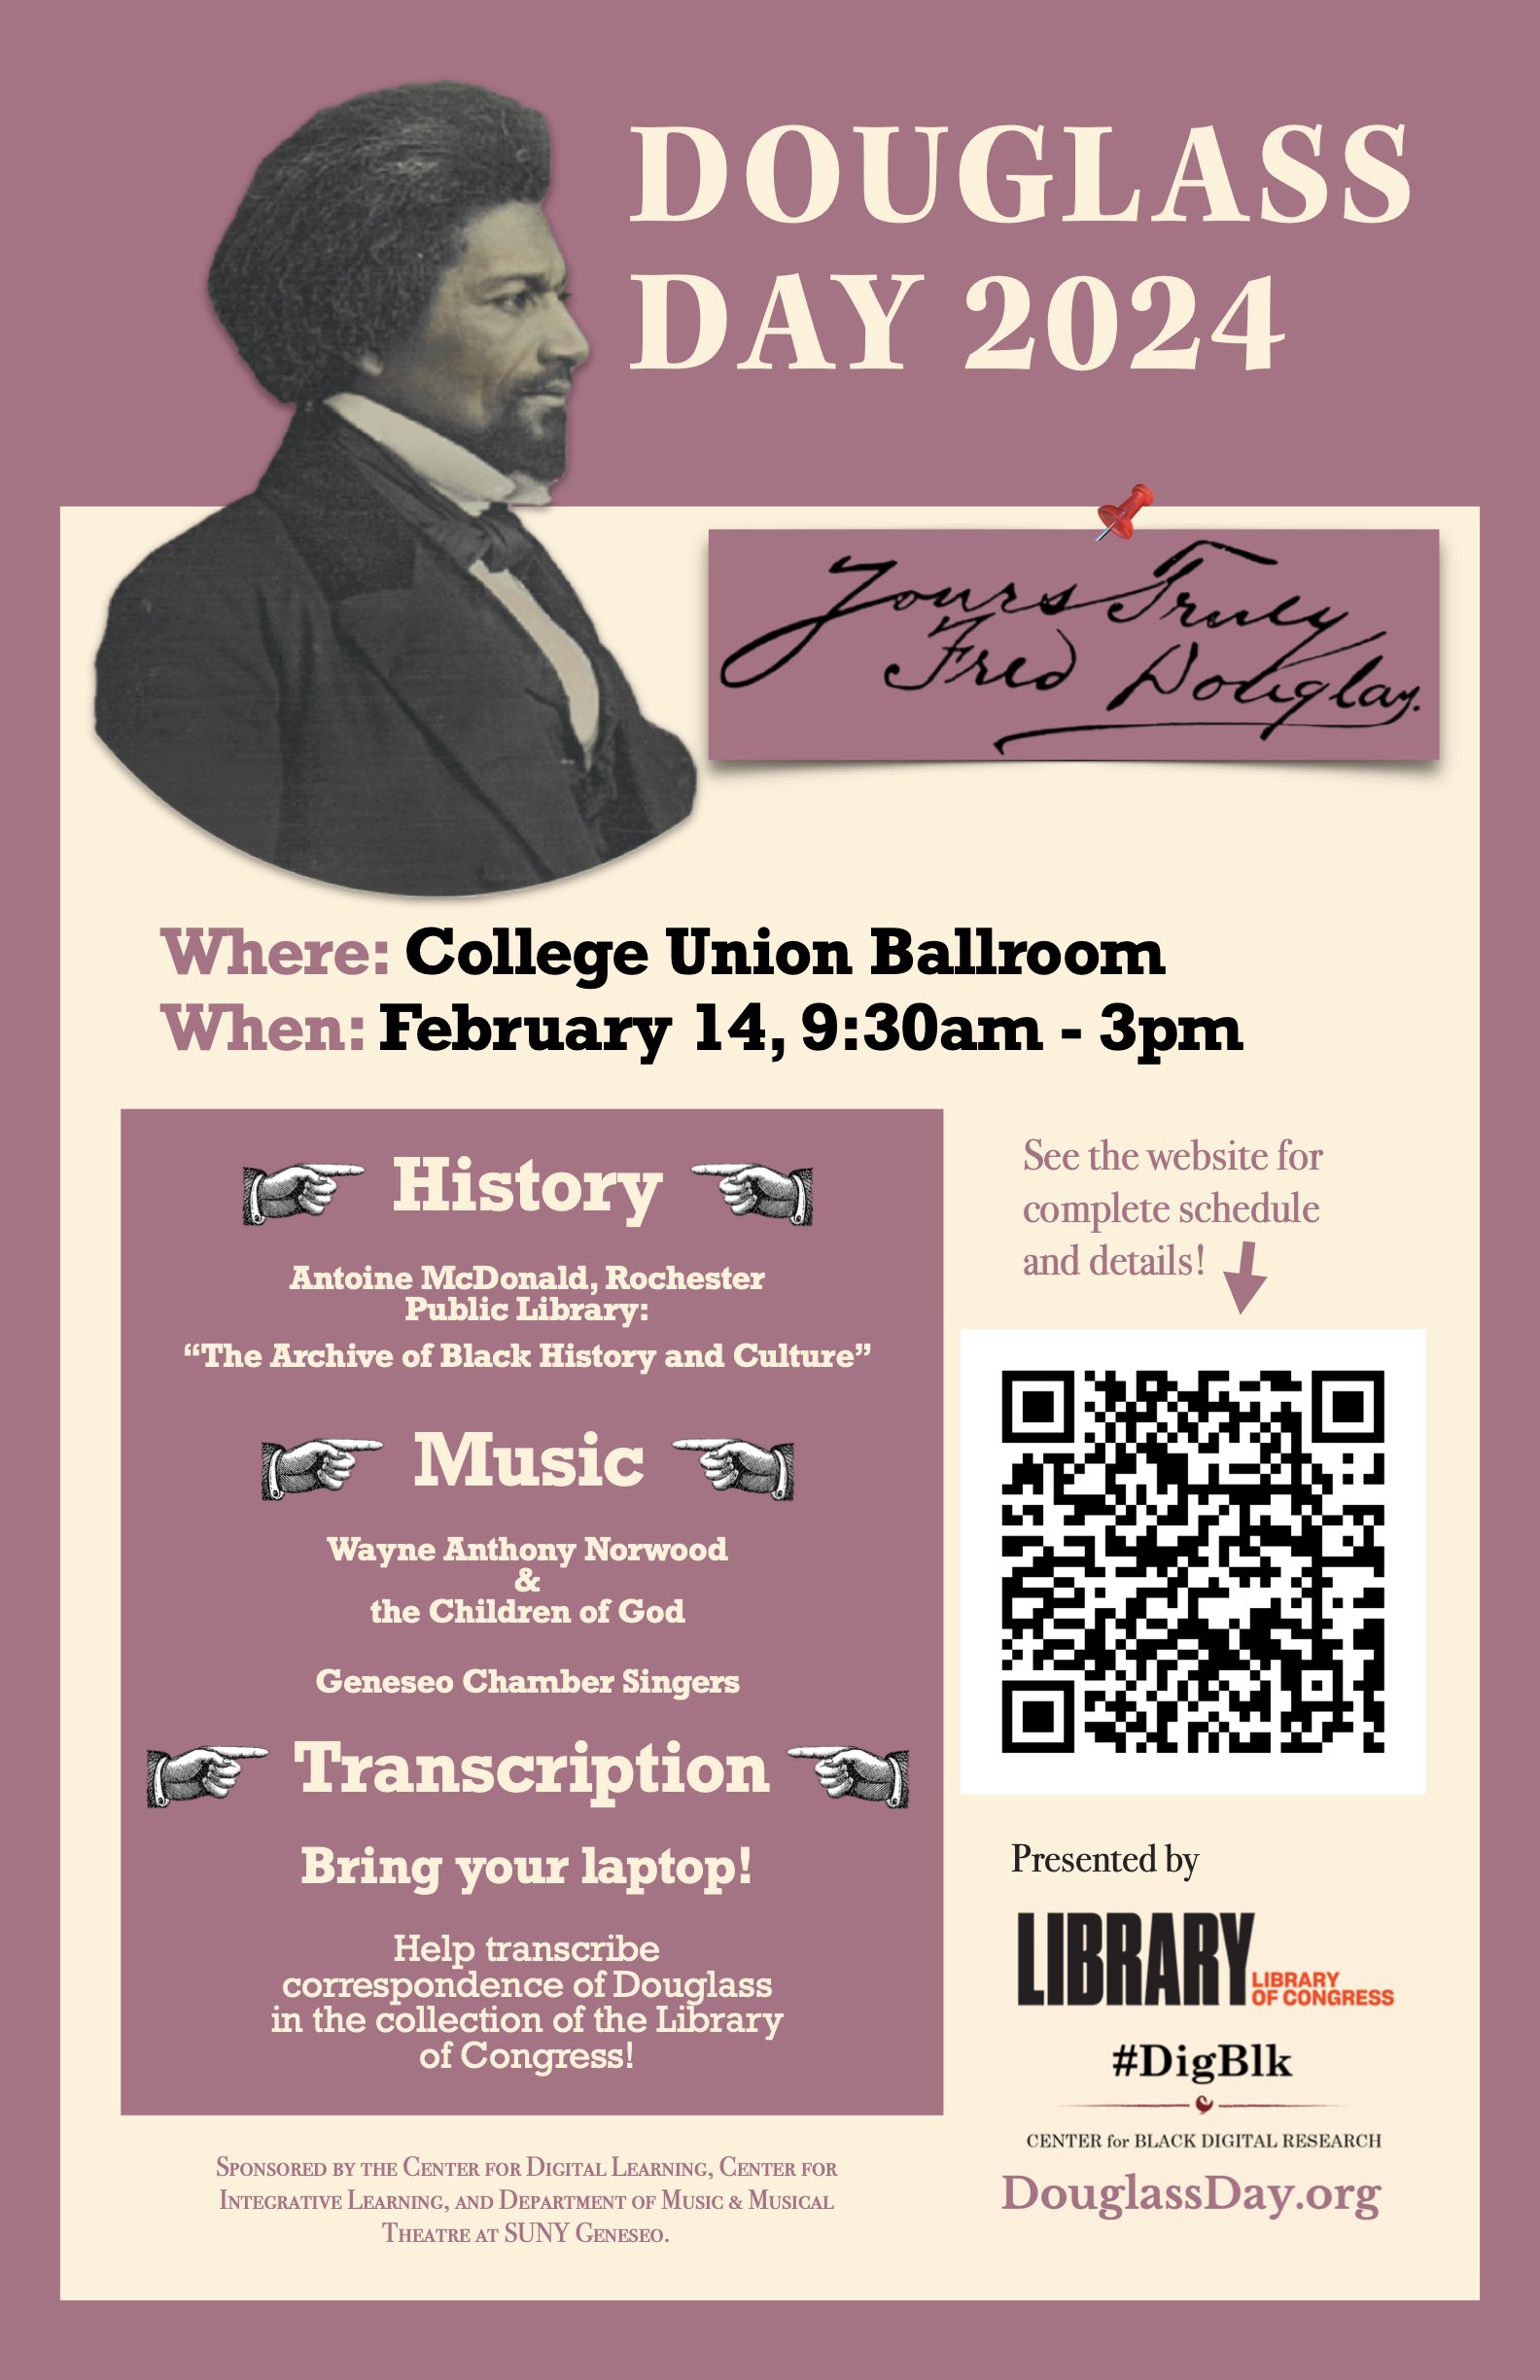 DOUGLASS
DAY 2024
Yours Truly
Fred Douglass.
Where: College Union Ballroom
When: February 14, 9:30am - 3pm
History
Antoine McDonald, Rochester
Public Library:
“The Archive of Black History and Culture”
Music
Wayne Anthony Norwood
&
the Children of God
Geneseo Chamber Singers
Transcription
Bring your laptop!
Help transcribe
correspondence of Douglass
in the collection of the Library
of Congress!
Sponsored by the Center for Digital Learning, Center for
Integrative Learning, and Department of Music & Musical
Theatre at SUNY Geneseo.
See the website for
complete schedule
and details!
Presented by
LIBRARY
LIBRARY
OF CONGRESS
#DigBlk
CENTER for BLACK DIGITAL RESEARCH
DouglassDay.org